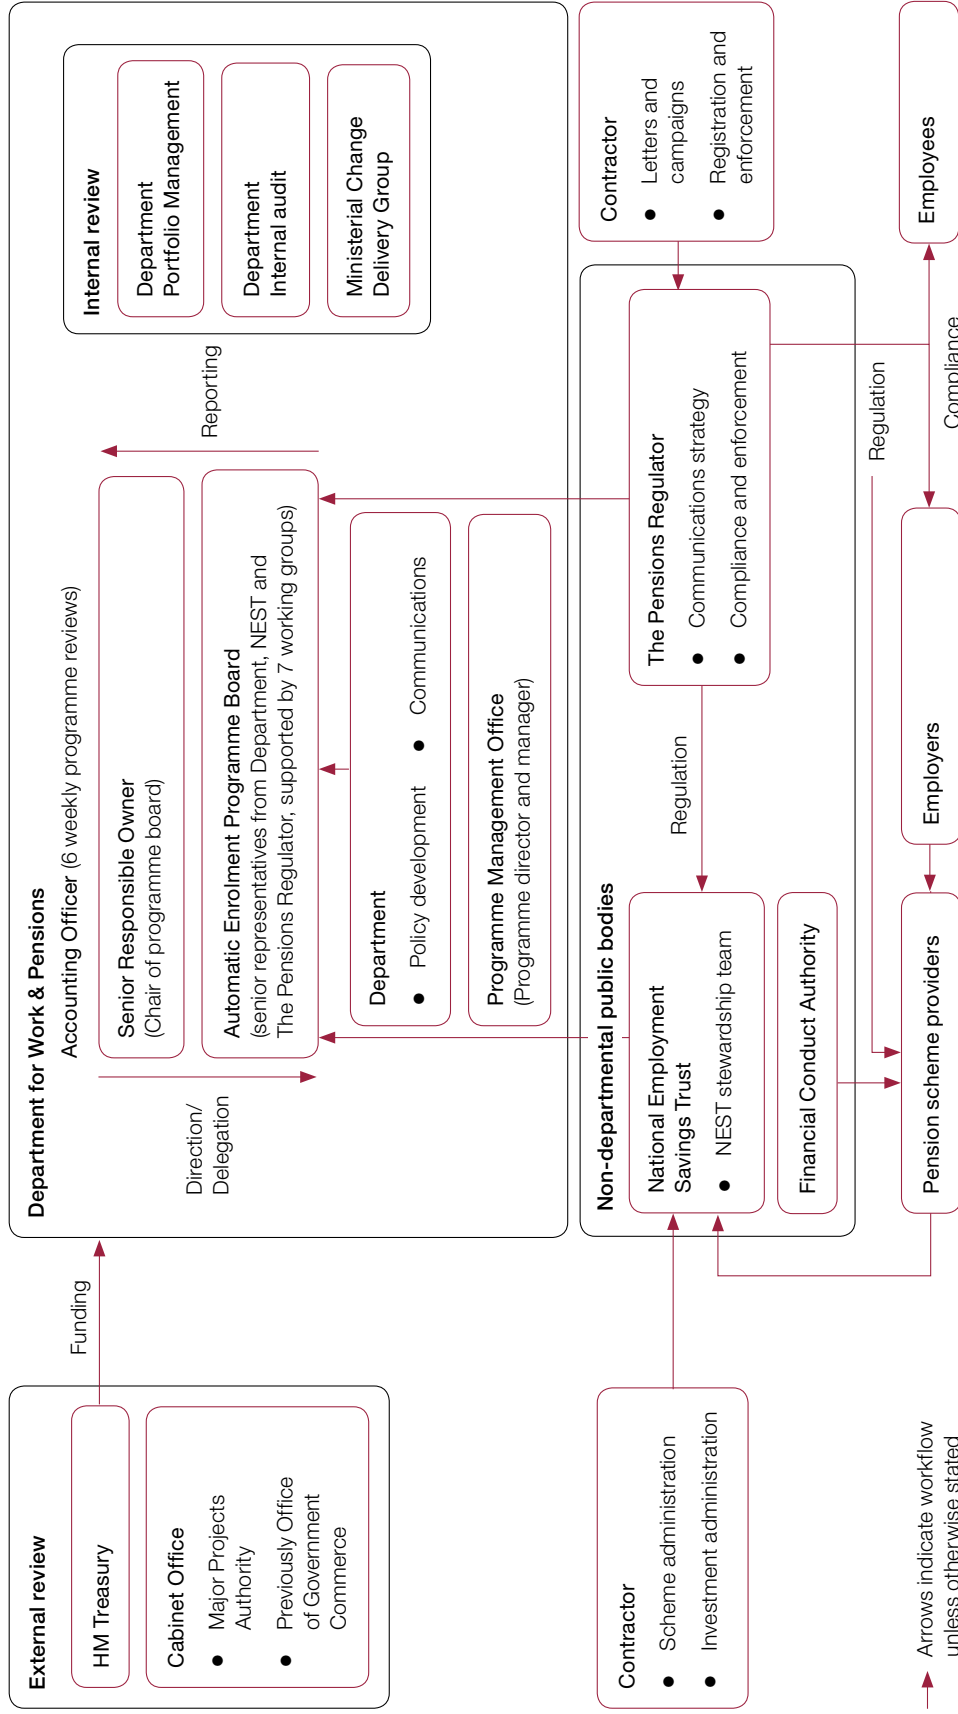 External review
HM Treasury
Cabinet Office
● Major Projects
Authority
● Previously Office
of Government
Commerce
Funding
Department for Work & Pensions
Accounting Officer (6 weekly programme reviews)
Direction/
Delegation
Senior Responsible Owner
(Chair of programme board)
Automatic Enrolment Programme Board
(senior representatives from Department, NEST and
The Pensions Regulator, supported by 7 working groups)
Reporting
Department
● Policy development
● Communications
Programme Management Office
(Programme director and manager)
Internal review
Department
Portfolio Management
Department
Internal audit
Ministerial Change
Delivery Group
Contractor
● Scheme administration
● Investment administration
Non-departmental public bodies
National Employment
Savings Trust
● NEST stewardship team
Financial Conduct Authority
Regulation
The Pensions Regulator
● Communications strategy
● Compliance and enforcement
Contractor
● Letters and
campaigns
● Registration and
enforcement
Regulation
Compliance
Pension scheme providers
Employers
Employees
Arrows indicate workflow
unless otherwise stated